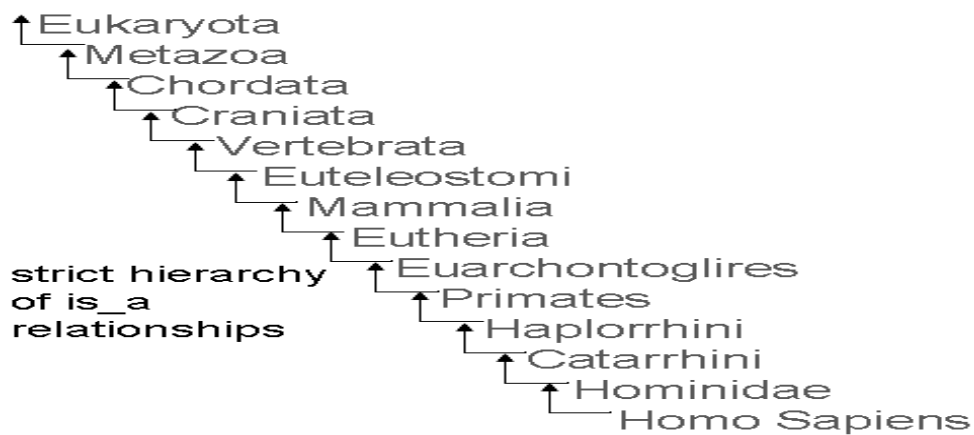 Eukaryota
Metazoa
Chordata
Craniata
Vertebrata
Euteleostomi
Mammalia
Eutheria
Euarchontoglires
Primates
Haplorrhini
Catarrhini
Hominidae
Homo Sapiens
strict hierarchy
of is_a
relationships